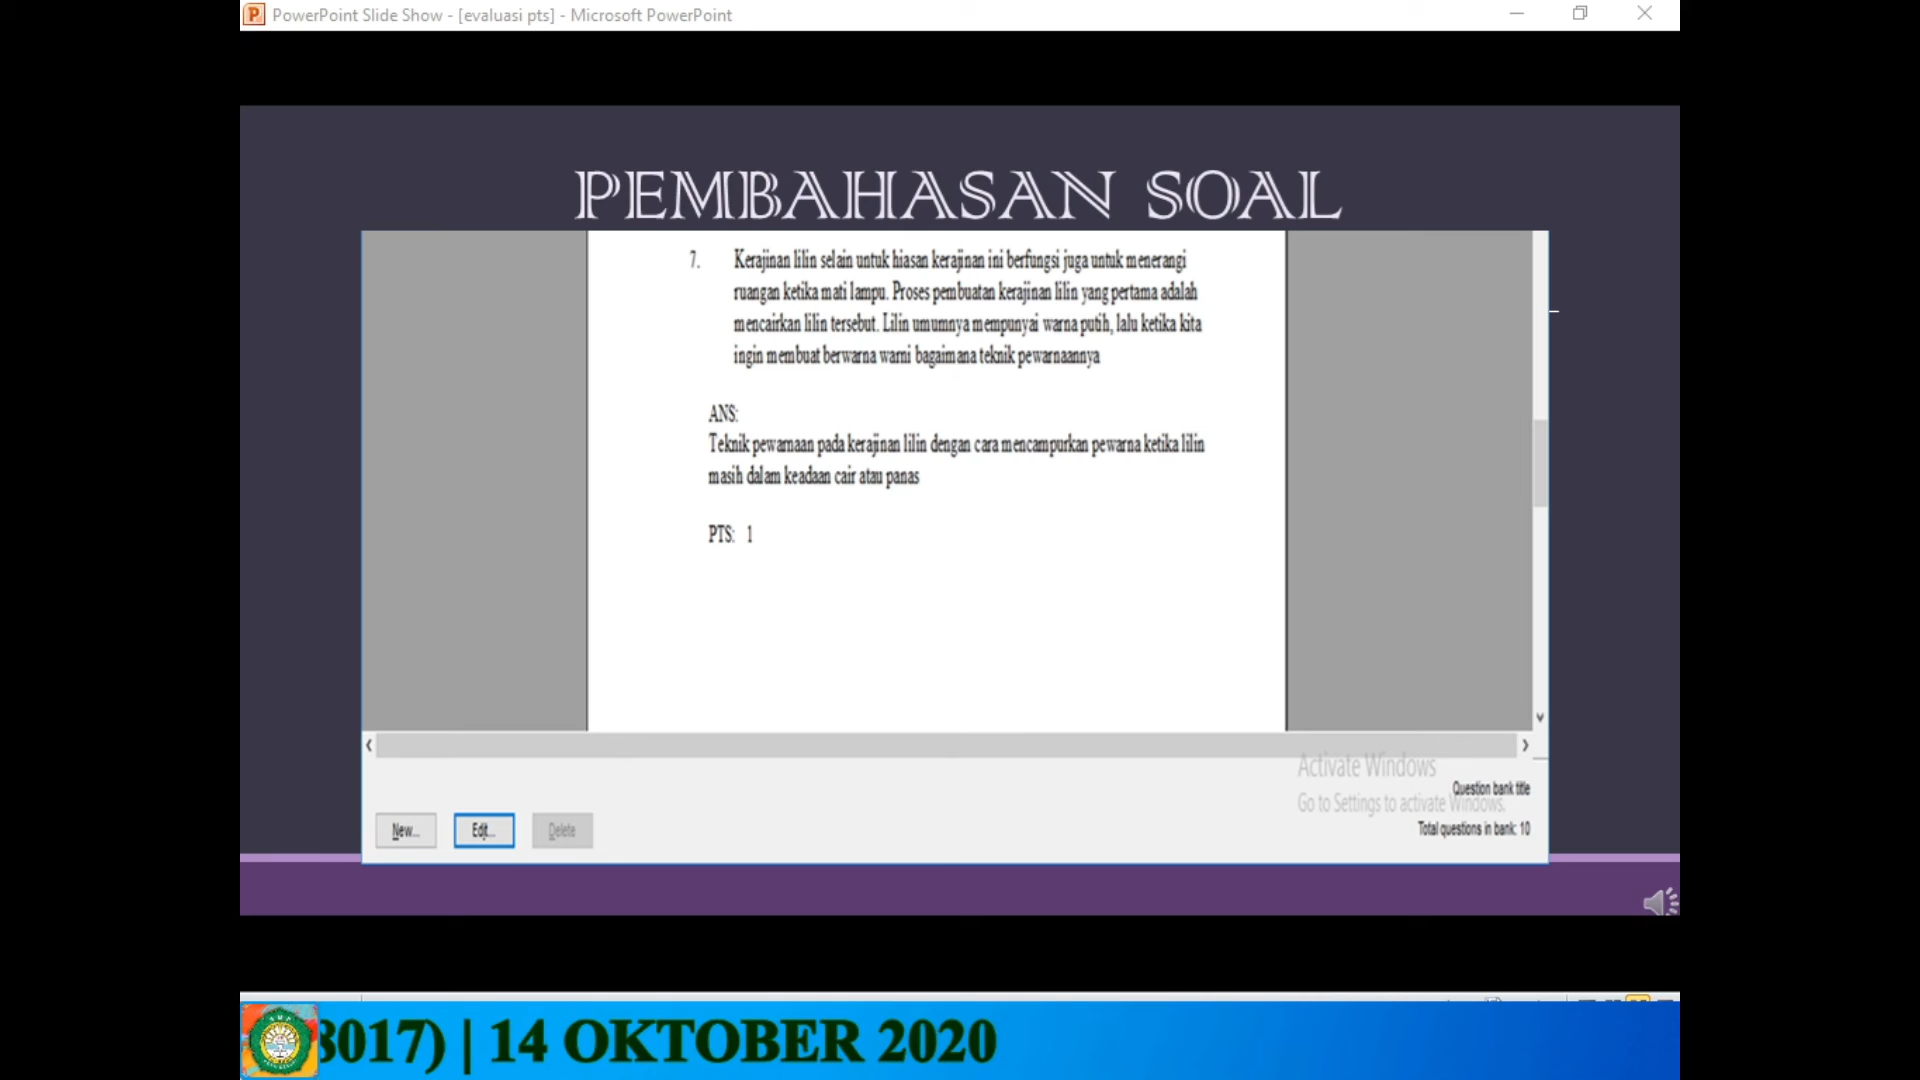 PowerPoint Slide Show - [evaluasi pts] - Microsoft PowerPoint
PEMBAHASAN SOAL
7. Kerajinan lilin selain untuk hiasan kerajinan ini berfungsi juga untuk menerangi
ruangan ketika mati lampu. Proses pembuatan kerajinan lilin yang pertama adalah
mencairkan lilin tersebut. Lilin umumnya mempunyai warna putih, lalu ketika kita
ingin membuat berwarna warni bagaimana teknik pewarnaannya
ANS:
Teknik pewarnaan pada kerajinan lilin dengan cara mencampurkan pewarna ketika lilin
masih dalam keadaan cair atau panas
PTS: 1
Activate Windows
Question bank title
Go to Settings to activate Windows.
Total questions in bank: 10
New... Edit... Delete
8017) | 14 OKTOBER 2020